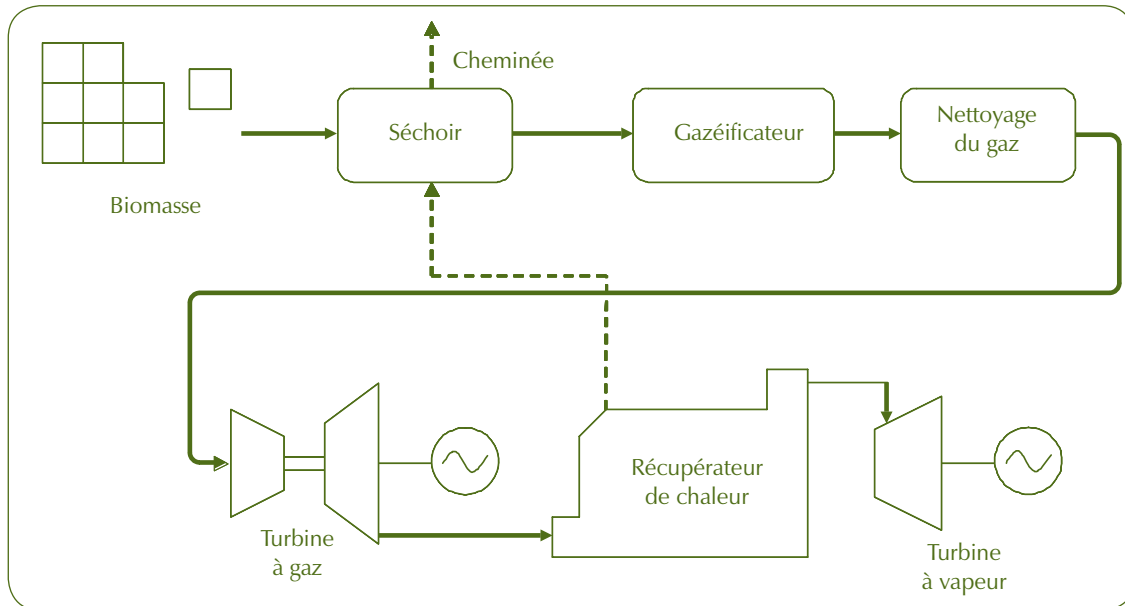 Cheminée
Séchoir
Gazéificateur
Nettoyage
du gaz
Biomasse
Récupérateur
de chaleur
Turbine
à gaz
Turbine
à vapeur